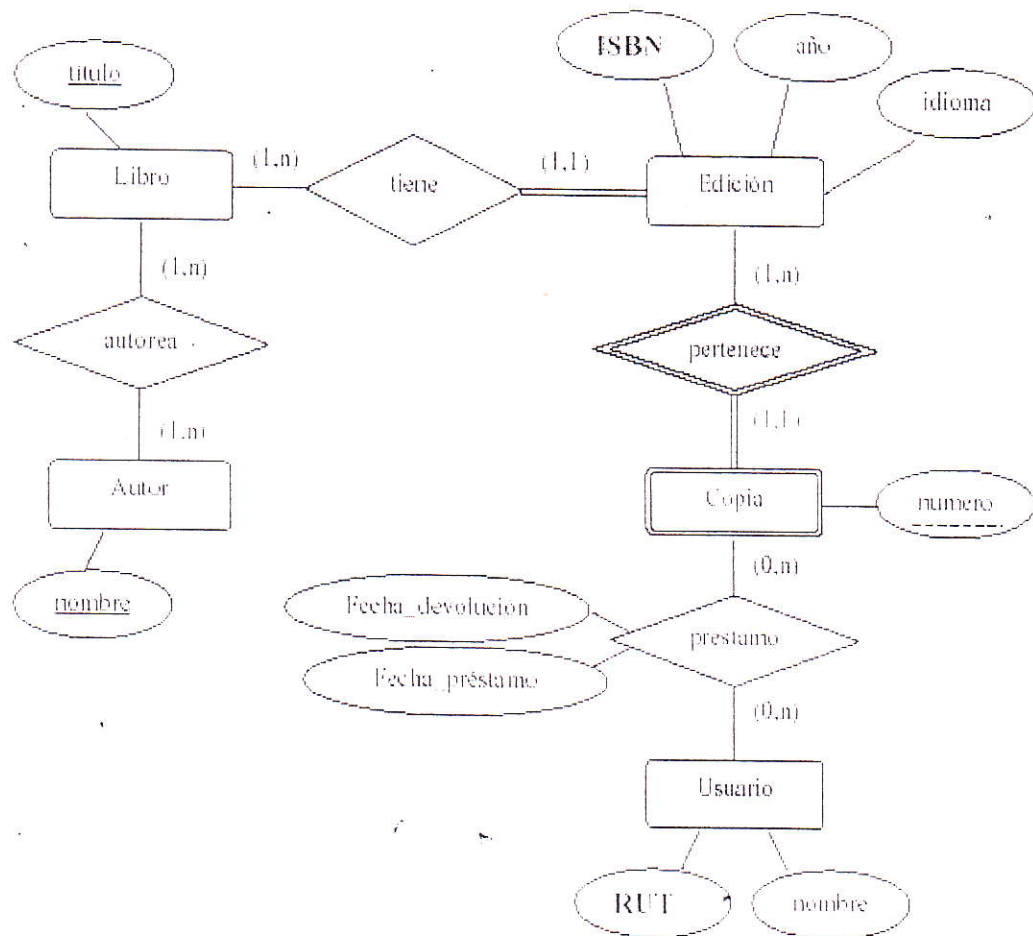 ISBN
año
título
idioma
Libro
(1,n)
tiene
(1,1)
Edición
(1,n)
(1,n)
autorea
pertenece
(1,n)
(1,1)
Autor
Copia
numero
nombre
(0,n)
Fecha_devolucion
prestamo
Fecha_préstamo
(0,n)
Usuario
RUT
nombre